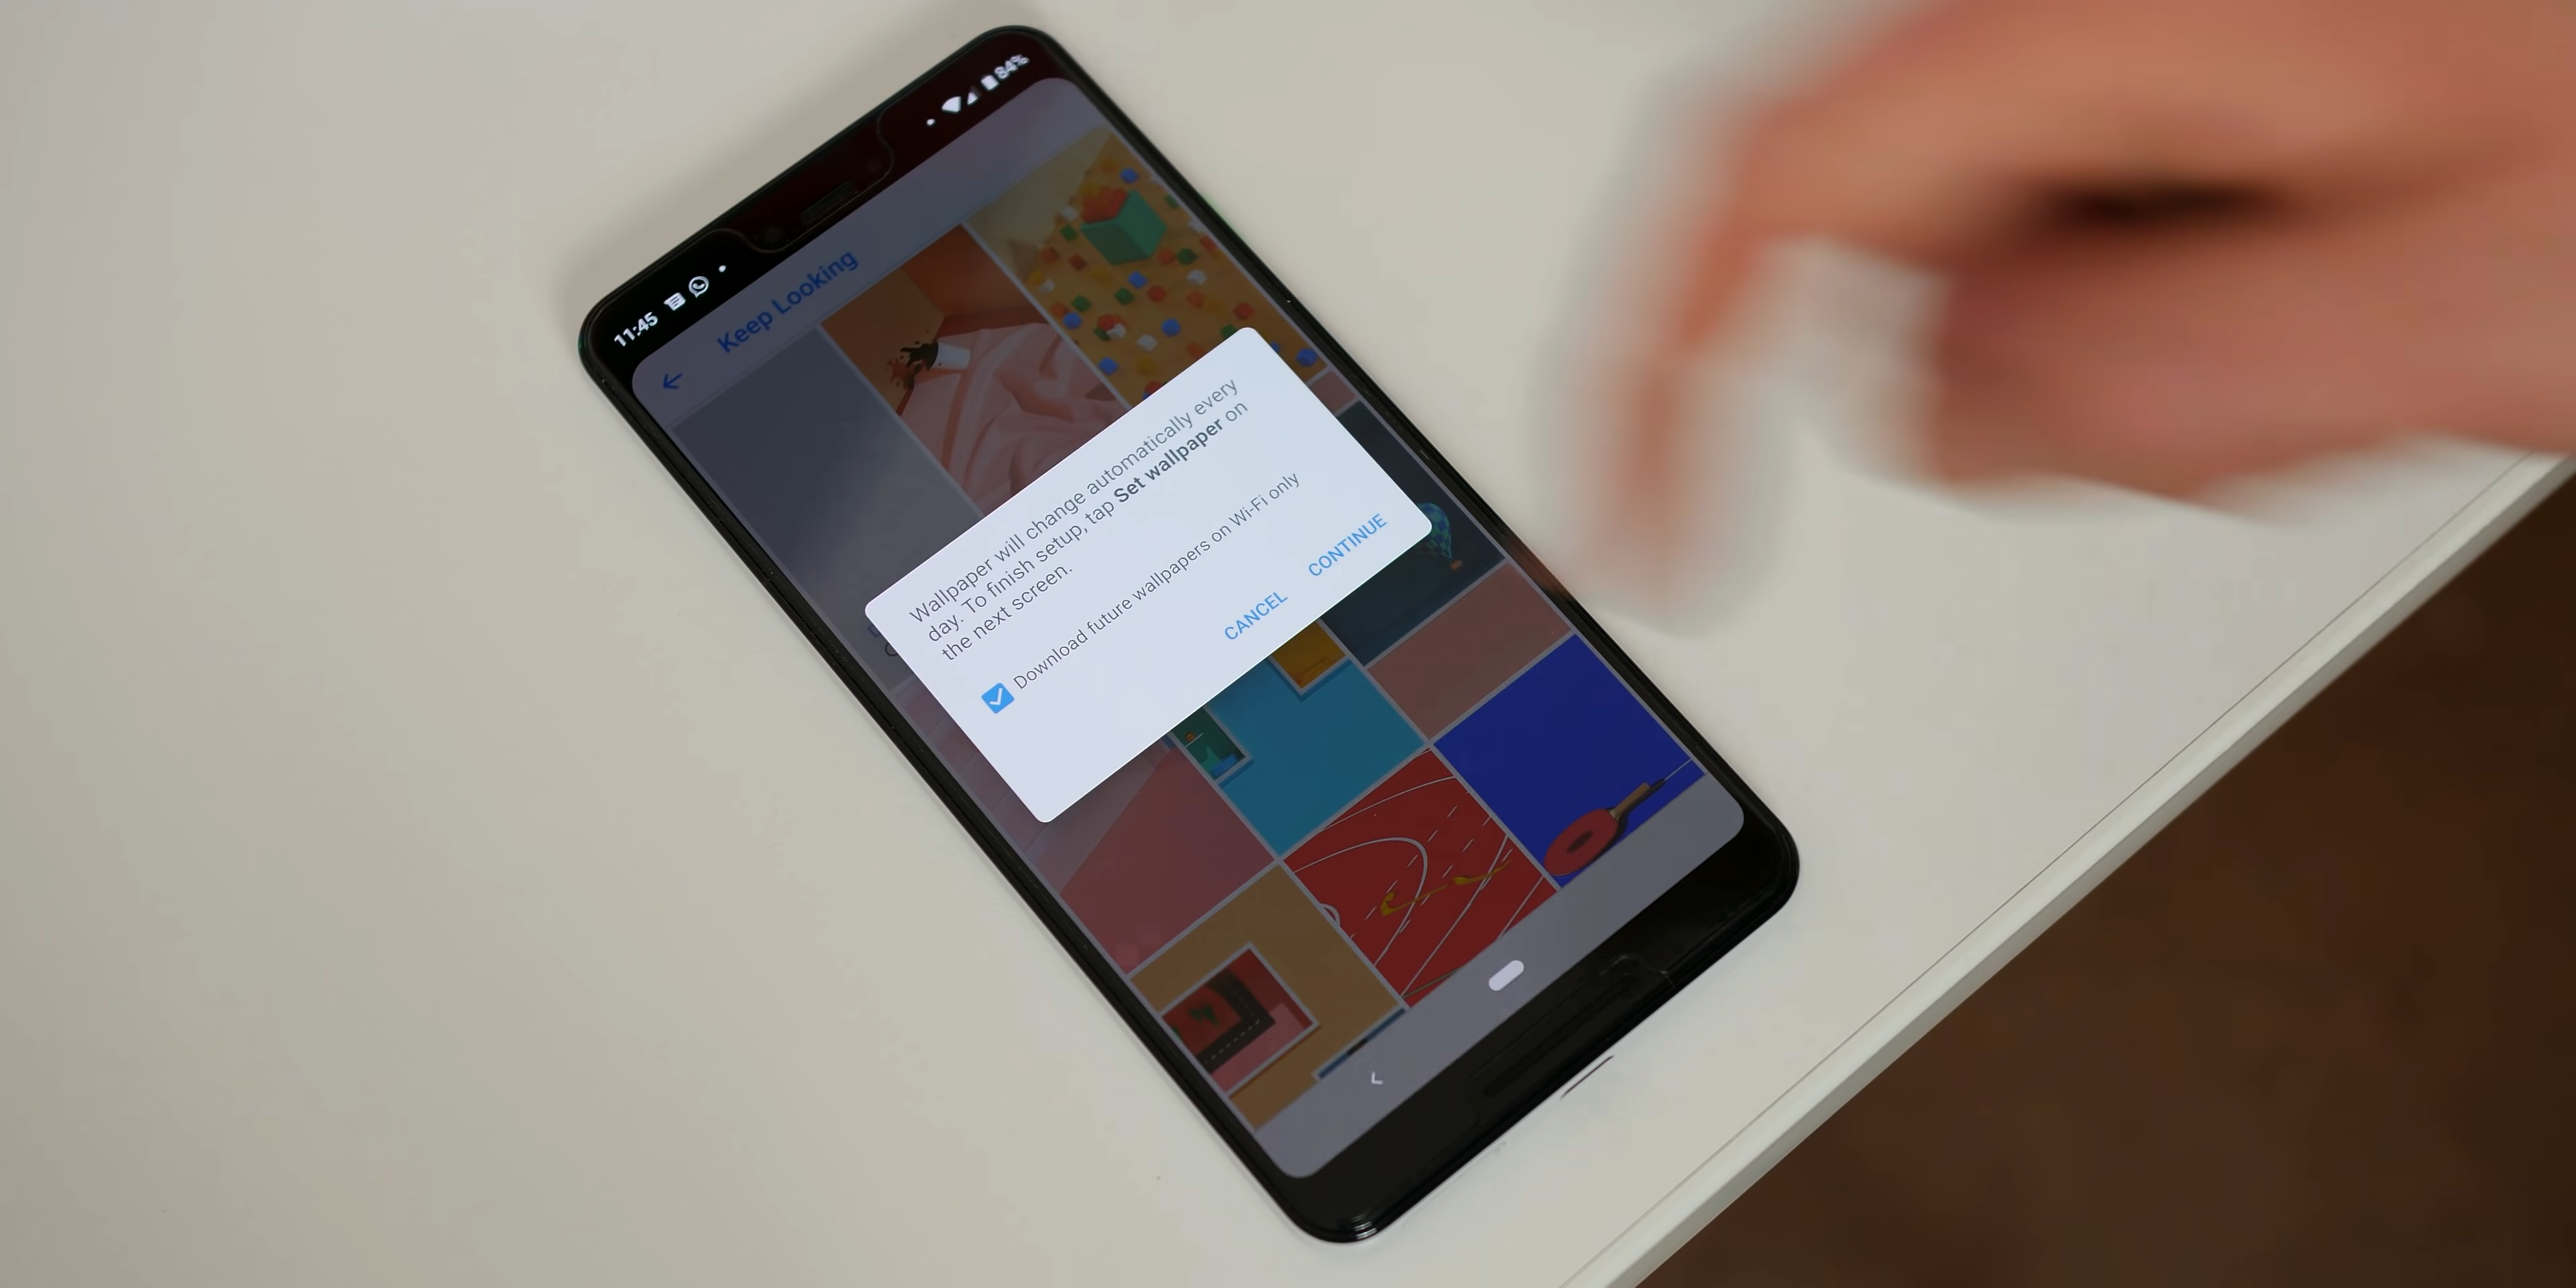 11:45
84%
Keep Looking
Wallpaper will change automatically every
day. To finish setup, tap Set wallpaper on
the next screen.
Download future wallpapers on Wi-Fi only
CANCEL
CONTINUE